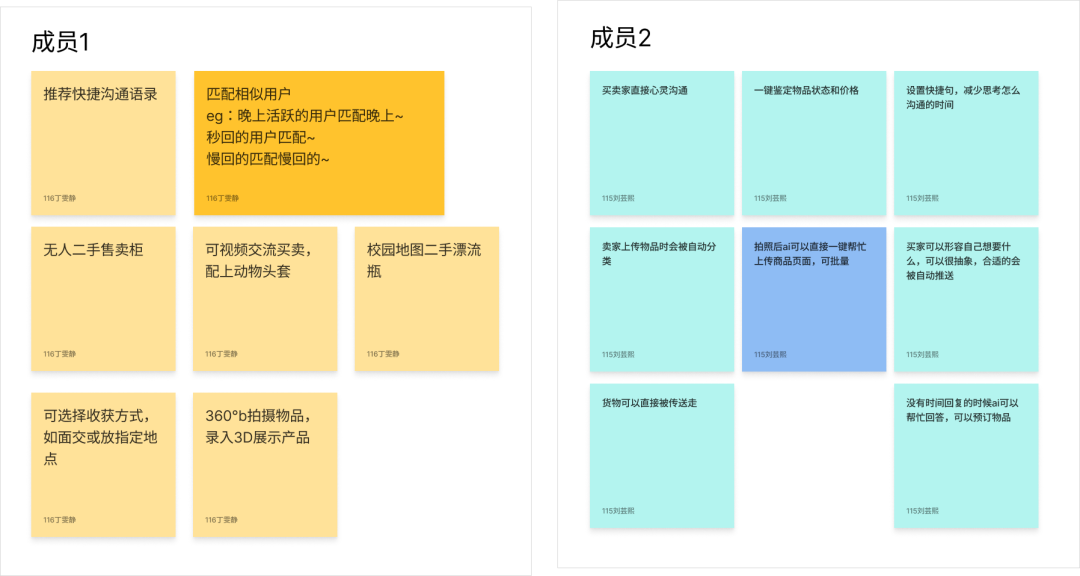 成员1
推荐快捷沟通语录
116丁雯静
匹配相似用户
eg：晚上活跃的用户匹配晚上~
秒回的用户匹配~
慢回的匹配慢回的~
116丁雯静
无人二手售卖柜
116丁雯静
可视频交流买卖，
配上动物头套
116丁雯静
校园地图二手漂流
瓶
116丁雯静
可选择收获方式，
如面交或放指定地
点
116丁雯静
360°b拍摄物品，
录入3D展示产品
116丁雯静
成员2
买卖家直接心灵沟通
115刘芸熙
一键鉴定物品状态和价格
115刘芸熙
设置快捷句，减少思考怎么
沟通的时间
115刘芸熙
卖家上传物品时会被自动分
类
115刘芸熙
拍照后ai可以直接一键帮忙
上传商品页面，可批量
115刘芸熙
买家可以形容自己想要什
么，可以很抽象，合适的会
被自动推送
115刘芸熙
货物可以直接被传送走
115刘芸熙
没有时间回复的时候ai可以
帮忙回答，可以预订物品
115刘芸熙